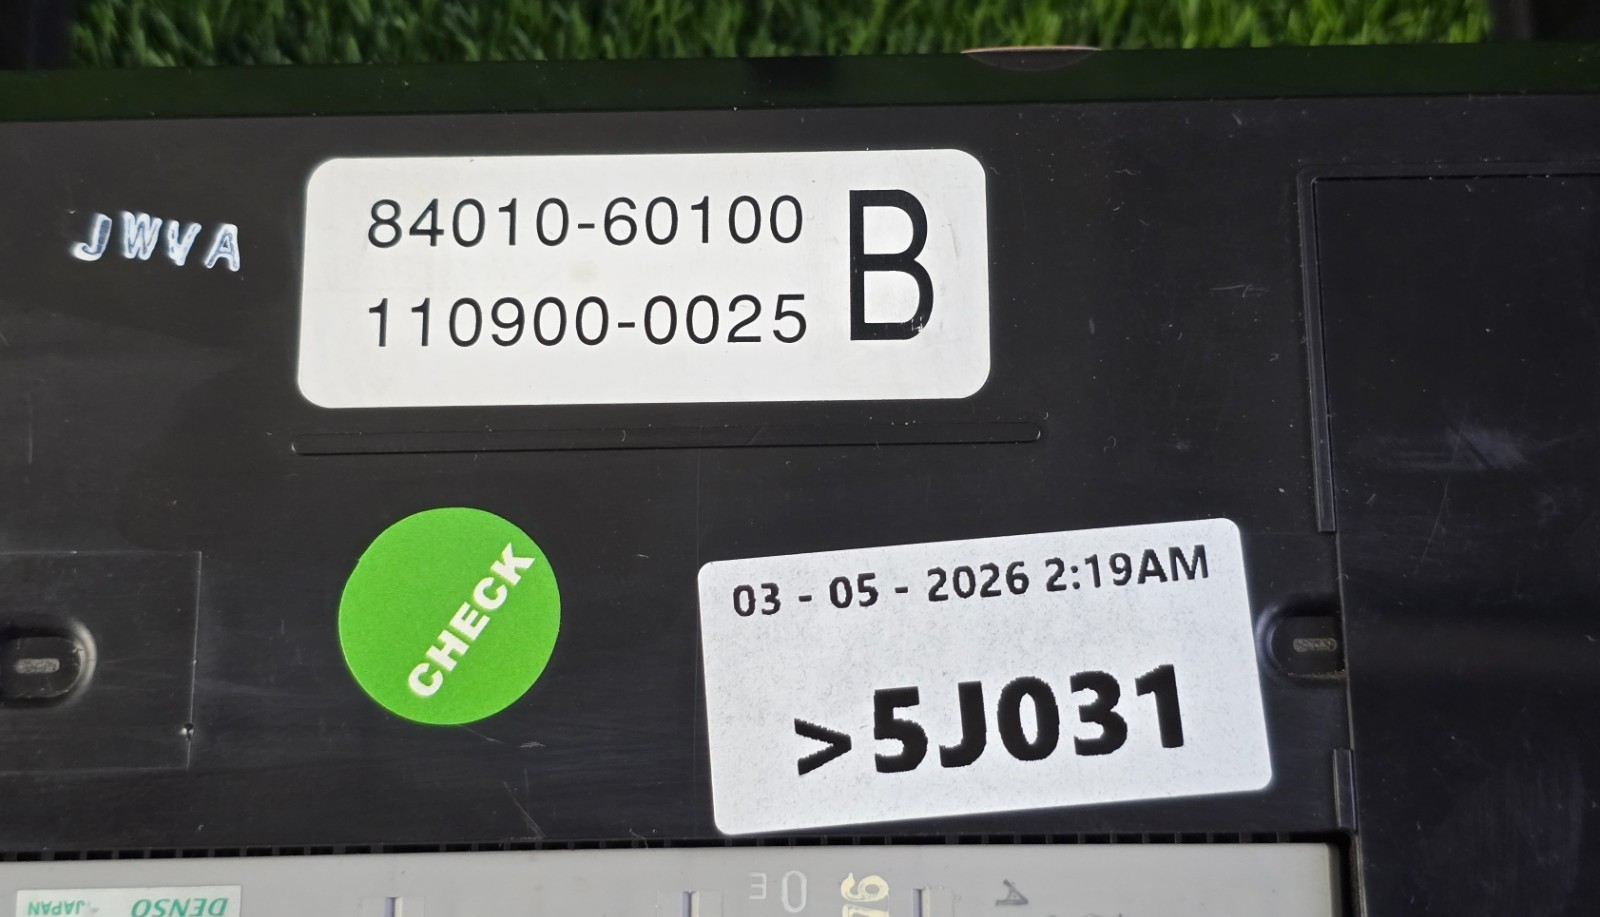 JWVA
84010-60100
110900-0025
B
CHECK
03 - 05 - 2026 2:19AM
>5J031
DENSO
JAPAN